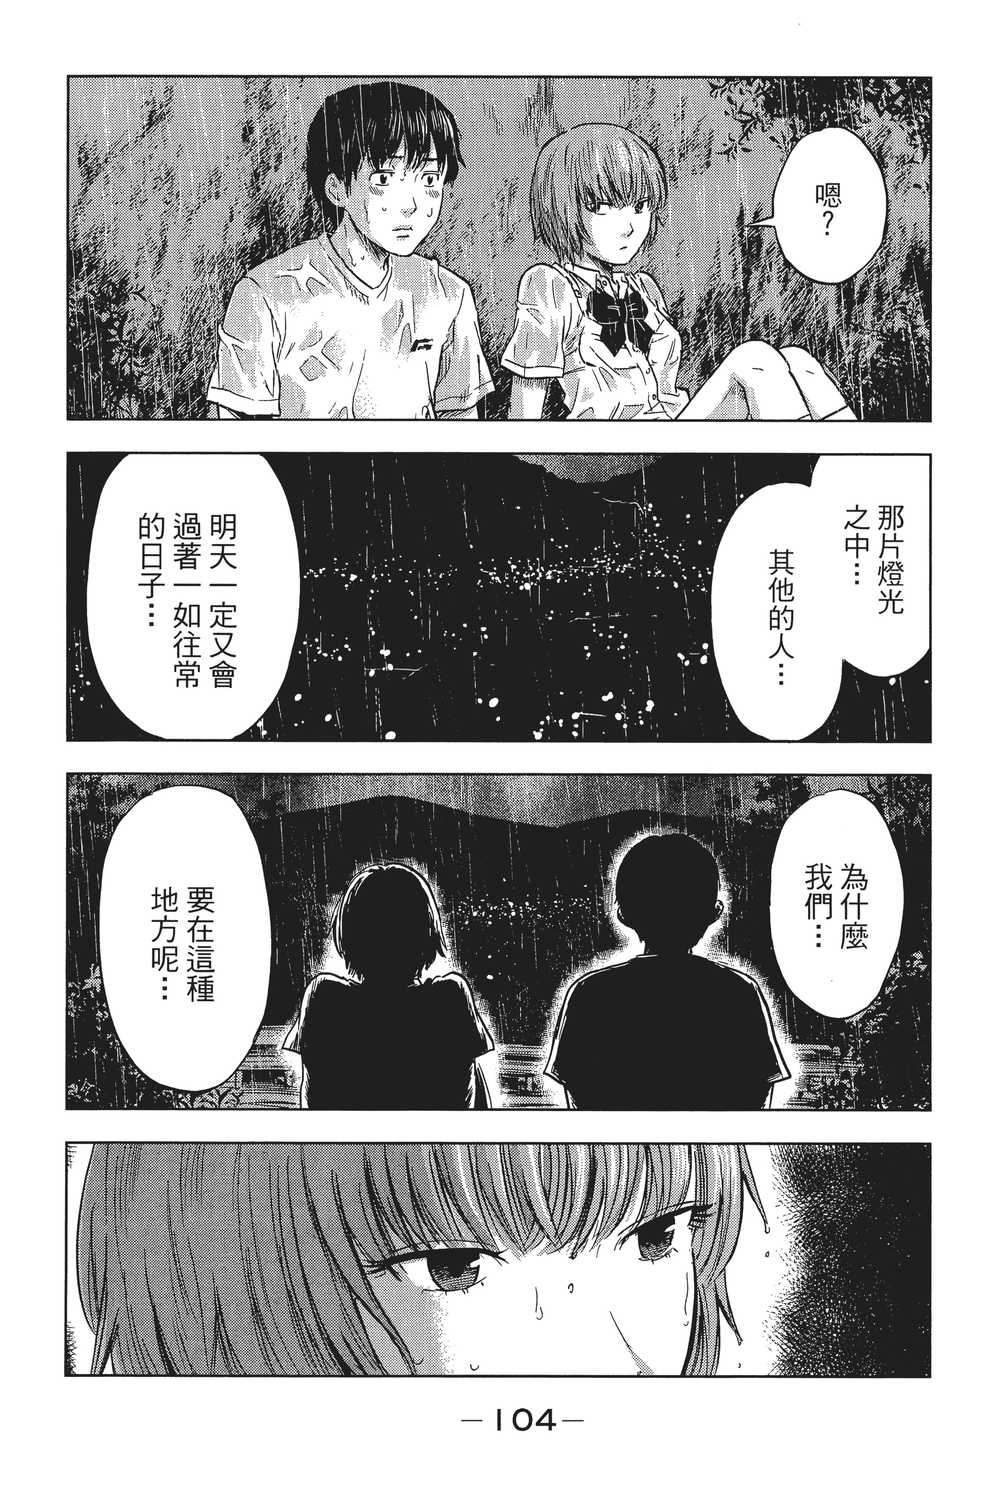 嗯？
那片燈光
之中…
其他的人…
明天一定又會
過著一如往常
的日子…
為什麼
我們…
要在這種
地方呢…
—104—